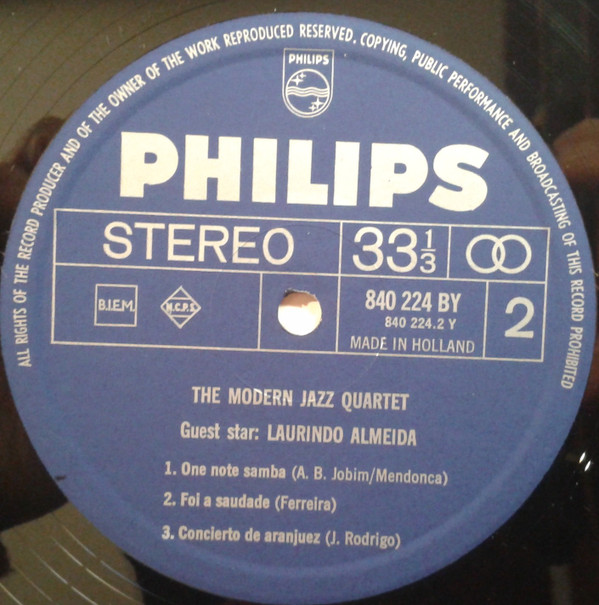 ALL RIGHTS OF THE RECORD PRODUCER AND OF THE OWNER OF THE WORK REPRODUCED RESERVED. COPYING, PUBLIC PERFORMANCE AND BROADCASTING OF THIS RECORD PROHIBITED
PHILIPS
PHILIPS
STEREO
33 1/3
B.I.E.M.
M.C.P.S.
840 224 BY
840 224.2 Y
MADE IN HOLLAND
2
THE MODERN JAZZ QUARTET
Guest star: LAURINDO ALMEIDA
1. One note samba (A. B. Jobim/Mendonca)
2. Foi a saudade (Ferreira)
3. Concierto de aranjuez (J. Rodrigo)